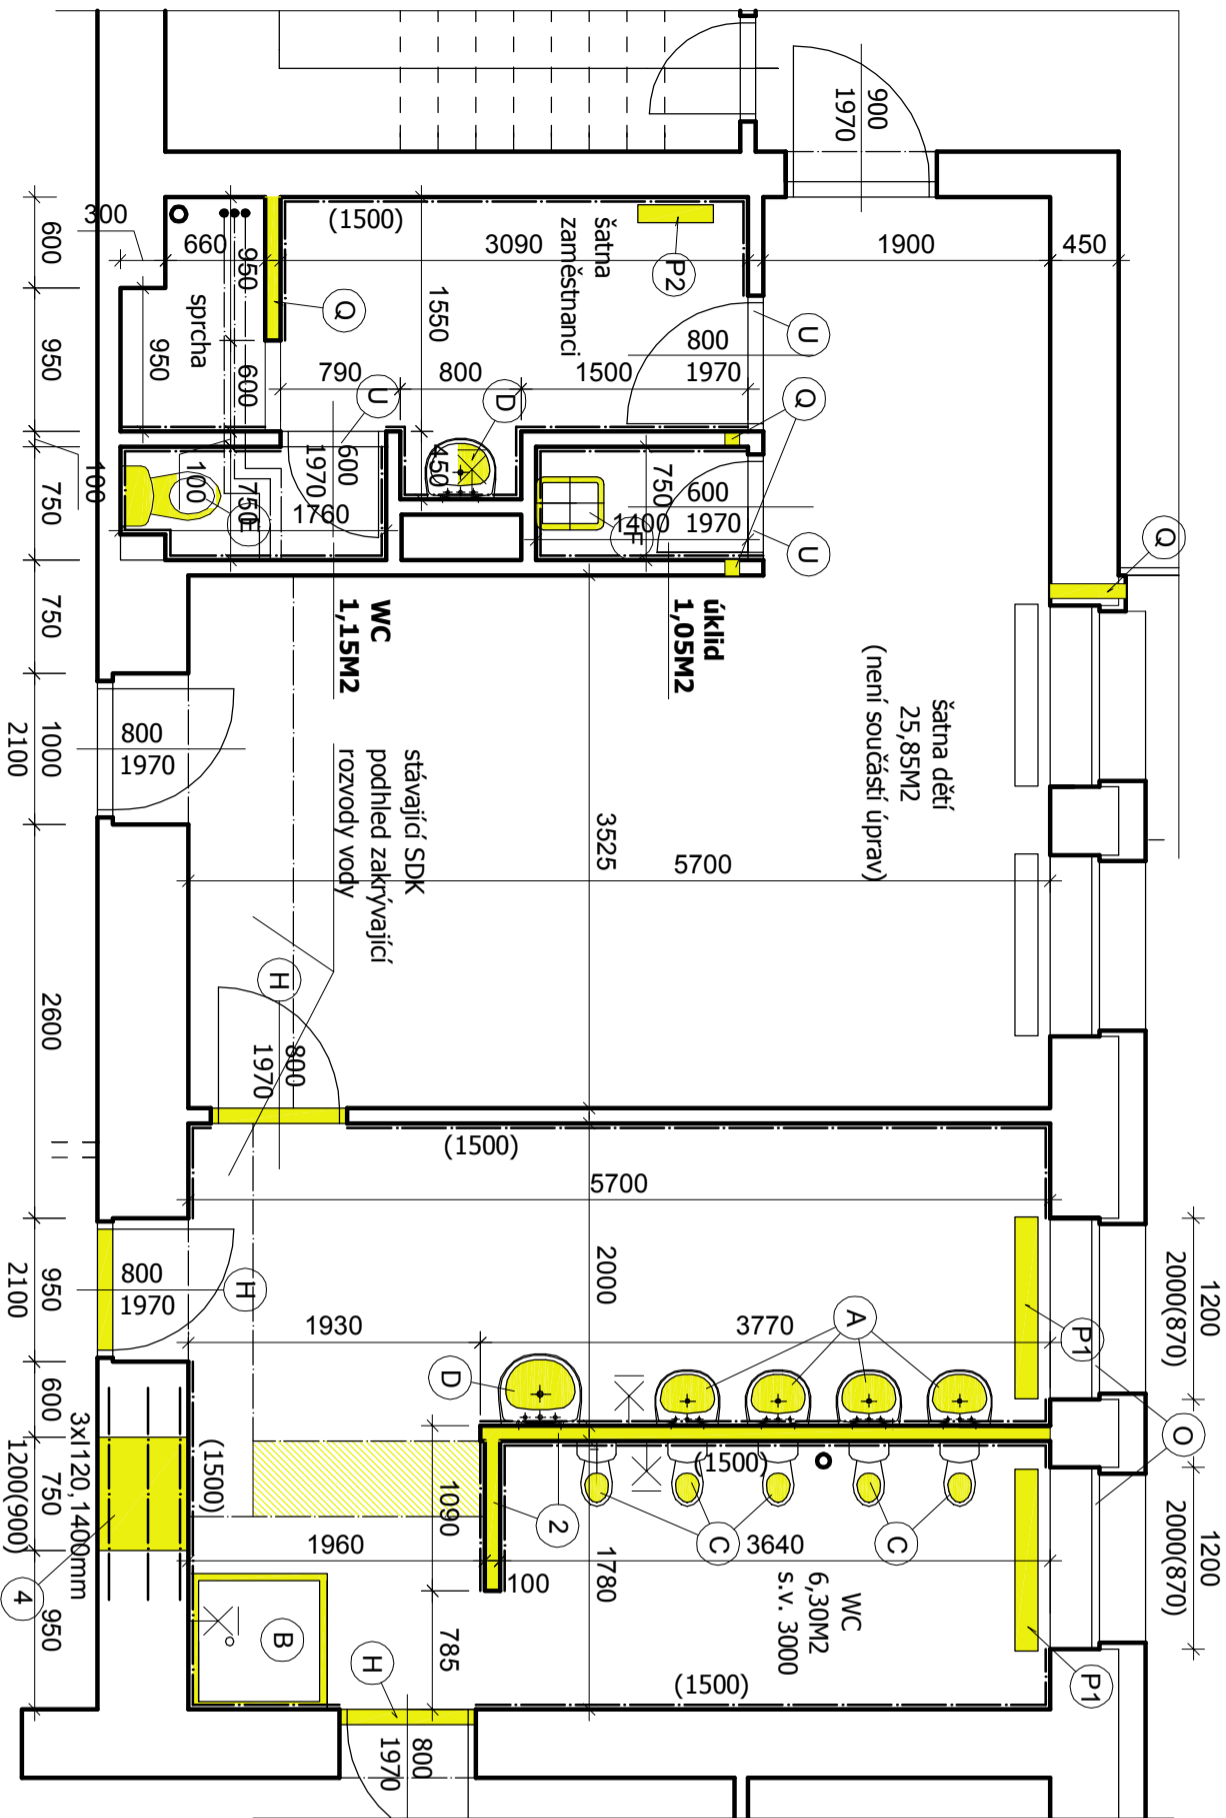 900
1970
300
660
950
(1500)
3090
šatna
zaměstnanci
P2
1900
450
600
950
750
750
1000
2100
2600
950
2100
600
750
1200(900)
950
sprcha
950
600
100
Q
1550
790
800
1500
800
1970
U
Q
U
D
450
600
1970
100
750
E
1760
750
1400
F
600
1970
U
Q
WC
1,15M2
úklid
1,05M2
šatna dětí
25,85M2
(není součástí úprav)
800
1970
stávající SDK
podhled zakrývající
rozvody vody
3525
5700
H
800
1970
(1500)
5700
2000
800
1970
H
1930
3770
A
D
P1
O
1200
2000(870)
1200
2000(870)
3xI120,1400mm
4
(1500)
1090
1960
100
2
(1500)
C
C
3640
1780
WC
6,30M2
s.v. 3000
785
B
H
(1500)
P1
800
1970